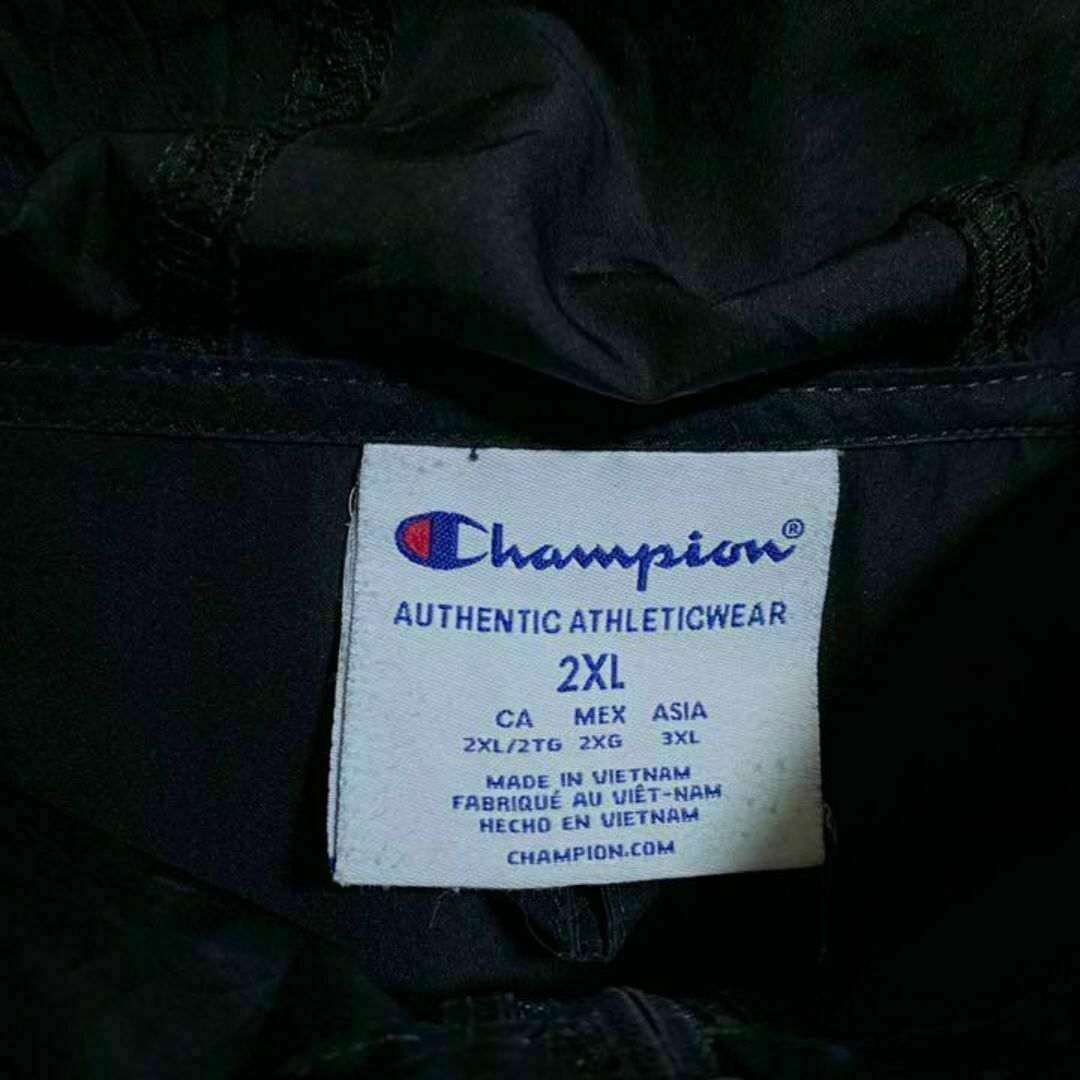 Champion®
AUTHENTIC ATHLETICWEAR
2XL
CA MEX ASIA
2XL/2TG 2XG 3XL
MADE IN VIETNAM
FABRIQUÉ AU VIÊT-NAM
HECHO EN VIETNAM
CHAMPION.COM